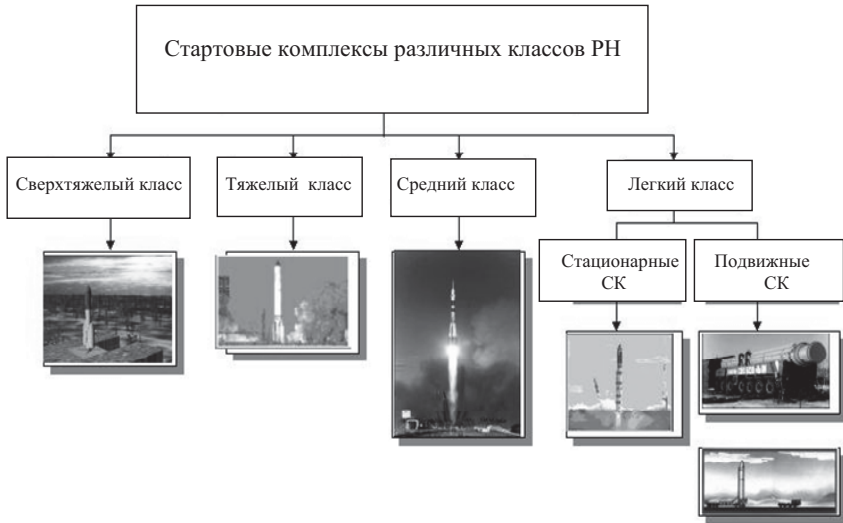 Стартовые комплексы различных классов РН
Сверхтяжелый класс
Тяжелый класс
Средний класс
Легкий класс
Стационарные
СК
Подвижные
СК